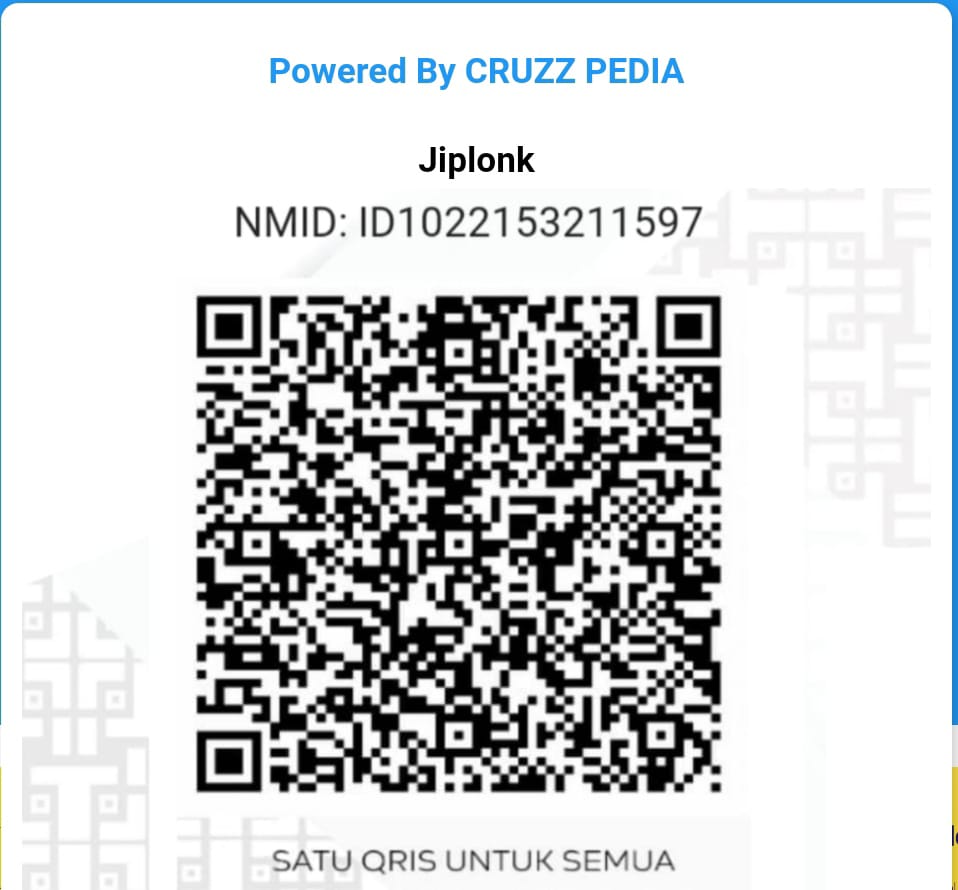 Powered By CRUZZ PEDIA
Jiplonk
NMID: ID1022153211597
SATU QRIS UNTUK SEMUA